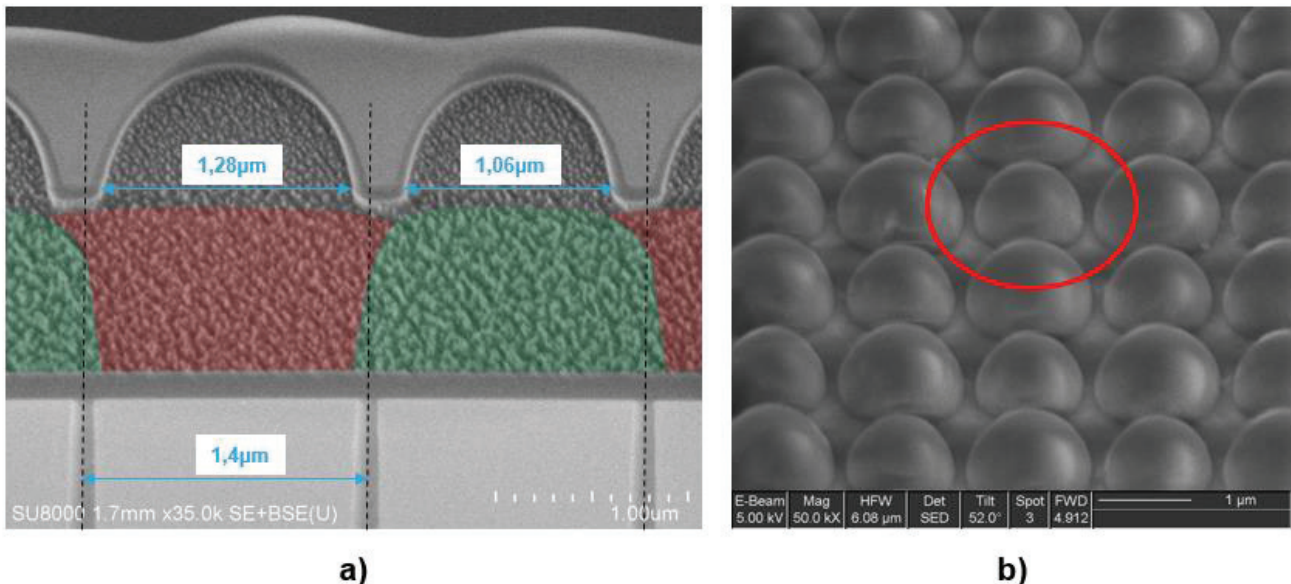 1,28µm
1,06µm
1,4µm
SU8000 1.7mm x35.0k SE+BSE(U)
1.00um
E-Beam Mag HFW Det Tilt Spot FWD
5.00 kV 50.0 kX 6.08 µm SED 52.0° 3 4.912
1 µm
a)
b)